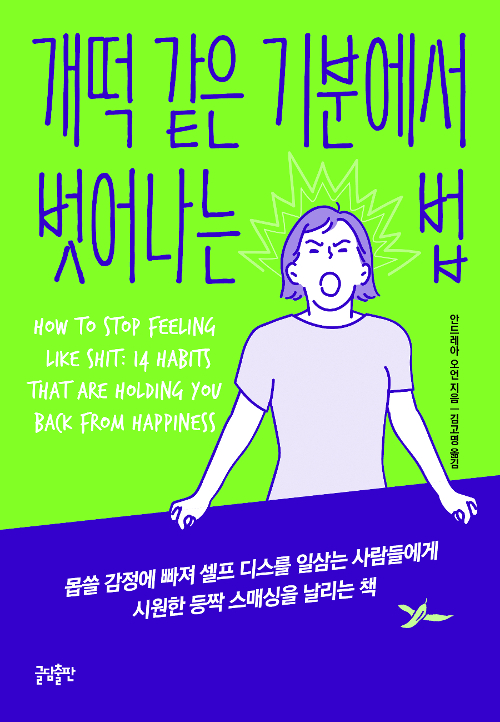 개떡 같은 기분에서
벗어나는 법
HOW TO STOP FEELING
LIKE SHIT: 14 HABITS
THAT ARE HOLDING YOU
BACK FROM HAPPINESS
안드레아 오언 지음 | 김고명 옮김
몹쓸 감정에 빠져 셀프 디스를 일삼는 사람들에게
시원한 등짝 스매싱을 날리는 책
글담출판